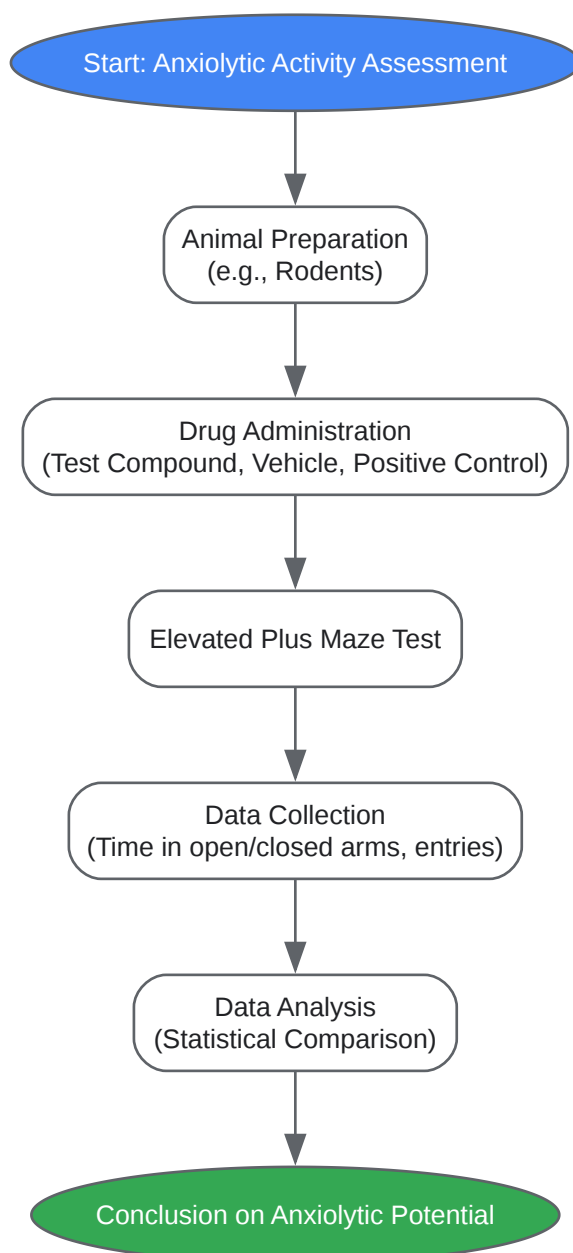 Start: Anxiolytic Activity Assessment
Animal Preparation
(e.g., Rodents)
Drug Administration
(Test Compound, Vehicle, Positive Control)
Elevated Plus Maze Test
Data Collection
(Time in open/closed arms, entries)
Data Analysis
(Statistical Comparison)
Conclusion on Anxiolytic Potential